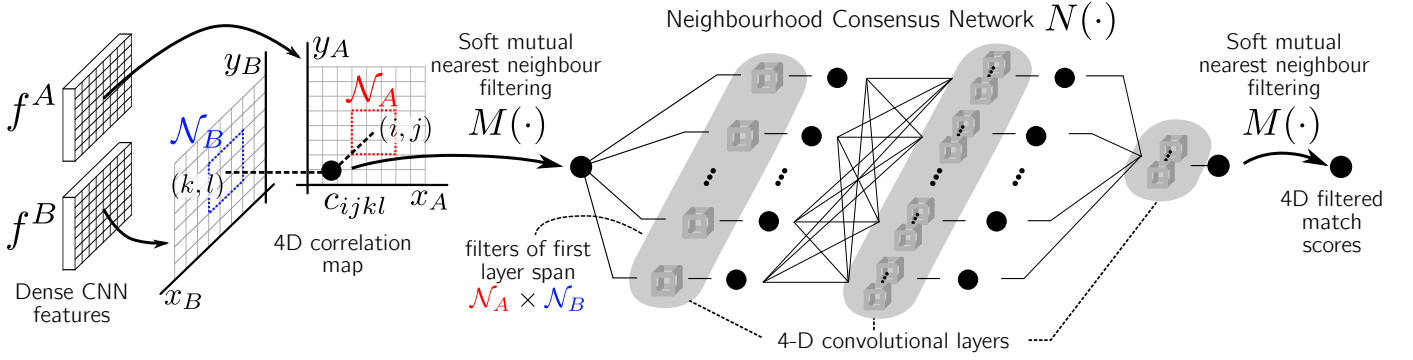 Neighbourhood Consensus Network N(·)
f^A
f^B
Dense CNN
features
y_B
x_B
𝒩_B
(k, l)
y_A
𝒩_A
(i, j)
c_{ijkl}
x_A
4D correlation
map
Soft mutual
nearest neighbour
filtering
M(·)
filters of first
layer span
𝒩_A × 𝒩_B
4-D convolutional layers
Soft mutual
nearest neighbour
filtering
M(·)
4D filtered
match
scores